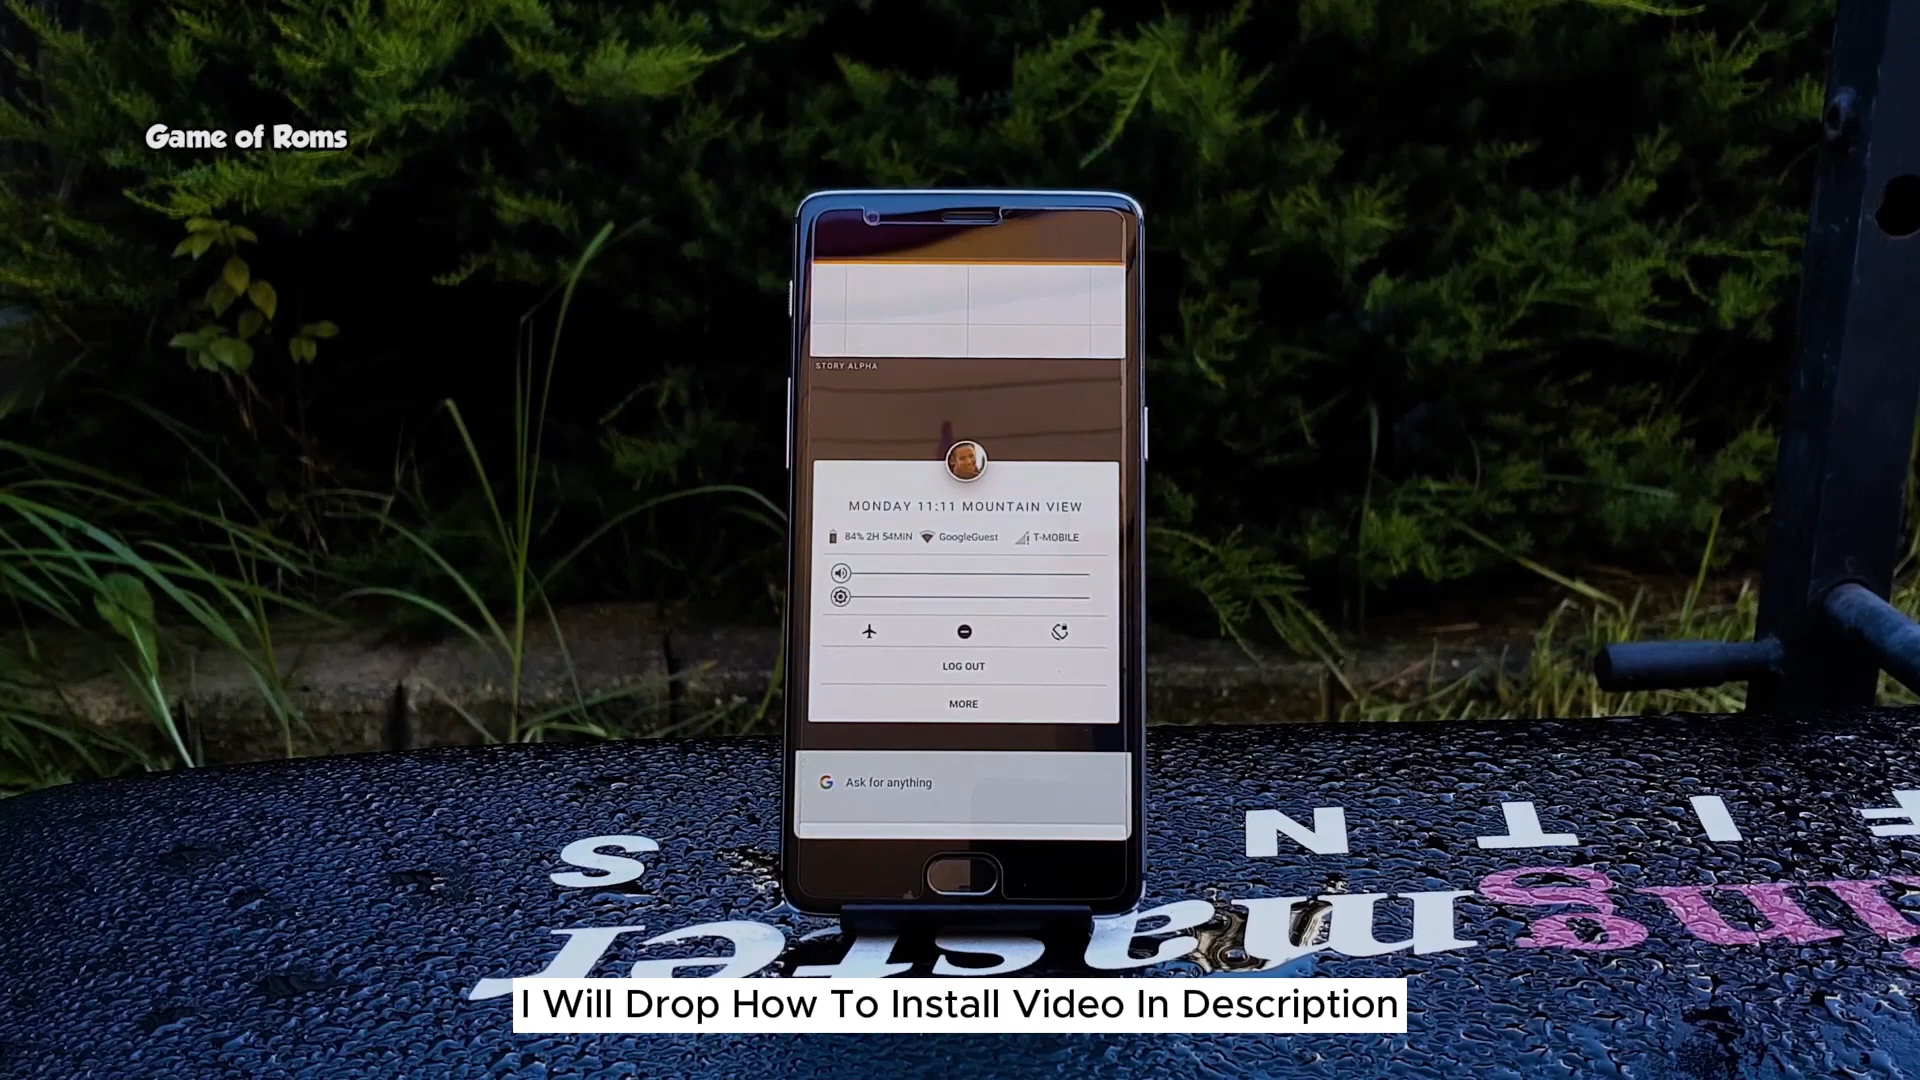 Game of Roms
STORY ALPHA
MONDAY 11:11 MOUNTAIN VIEW
84% 2H 54MIN GoogleGuest T-MOBILE
LOG OUT
MORE
G Ask for anything
S N T I F
I Will Drop How To Install Video In Description